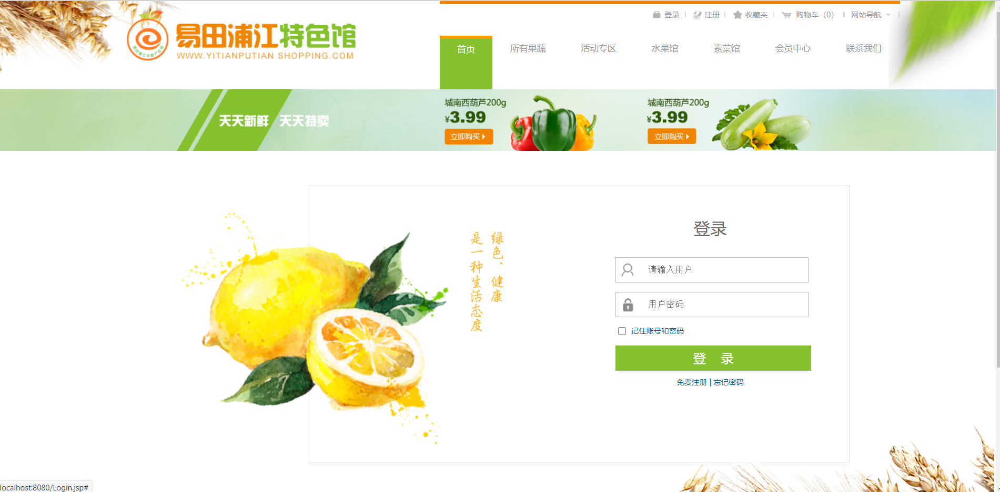 登录 注册 收藏夹 购物车 (0) 网站导航
易田浦江特色馆
WWW.YITIANPUTIAN SHOPPING.COM
首页 所有果蔬 活动专区 水果馆 素菜馆 会员中心 联系我们
天天新鲜 天天特卖
城南西葫芦200g
¥3.99
立即购买
城南西葫芦200g
¥3.99
立即购买
绿色、健康
是一种生活态度
登录
请输入用户
用户密码
记住账号和密码
登 录
免费注册 | 忘记密码
localhost:8080/Login.jsp#